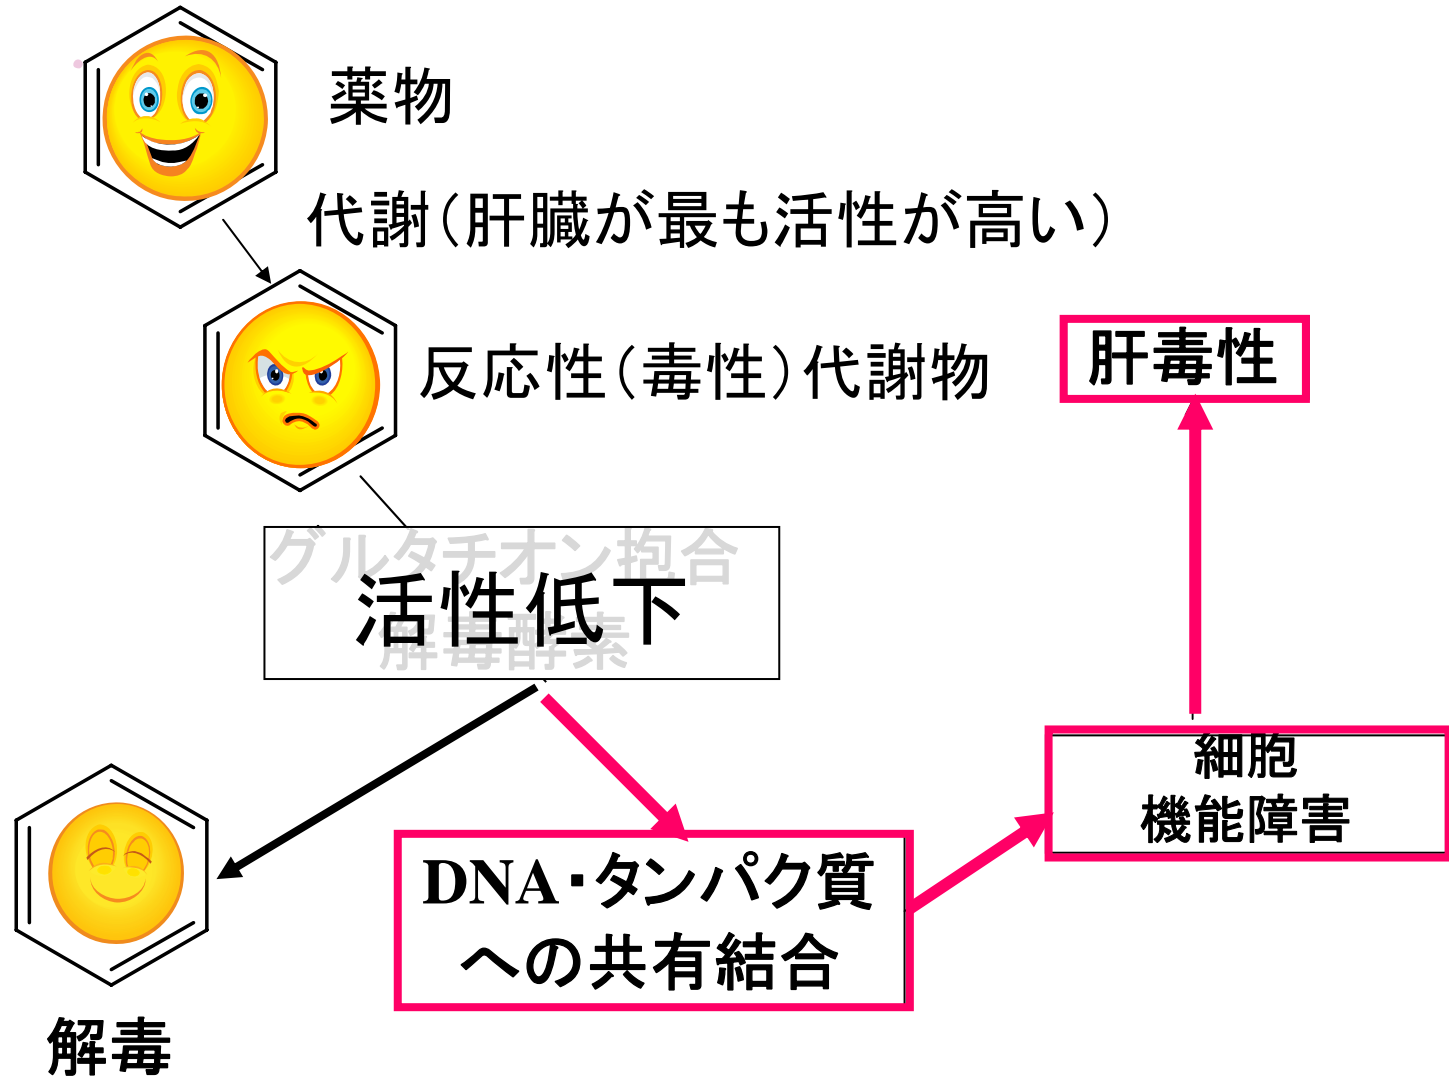 薬物
代謝(肝臓が最も活性が高い)
反応性(毒性)代謝物
肝毒性
グルタチオン抱合
活性低下
解毒酵素
細胞
機能障害
DNA・タンパク質
への共有結合
解毒